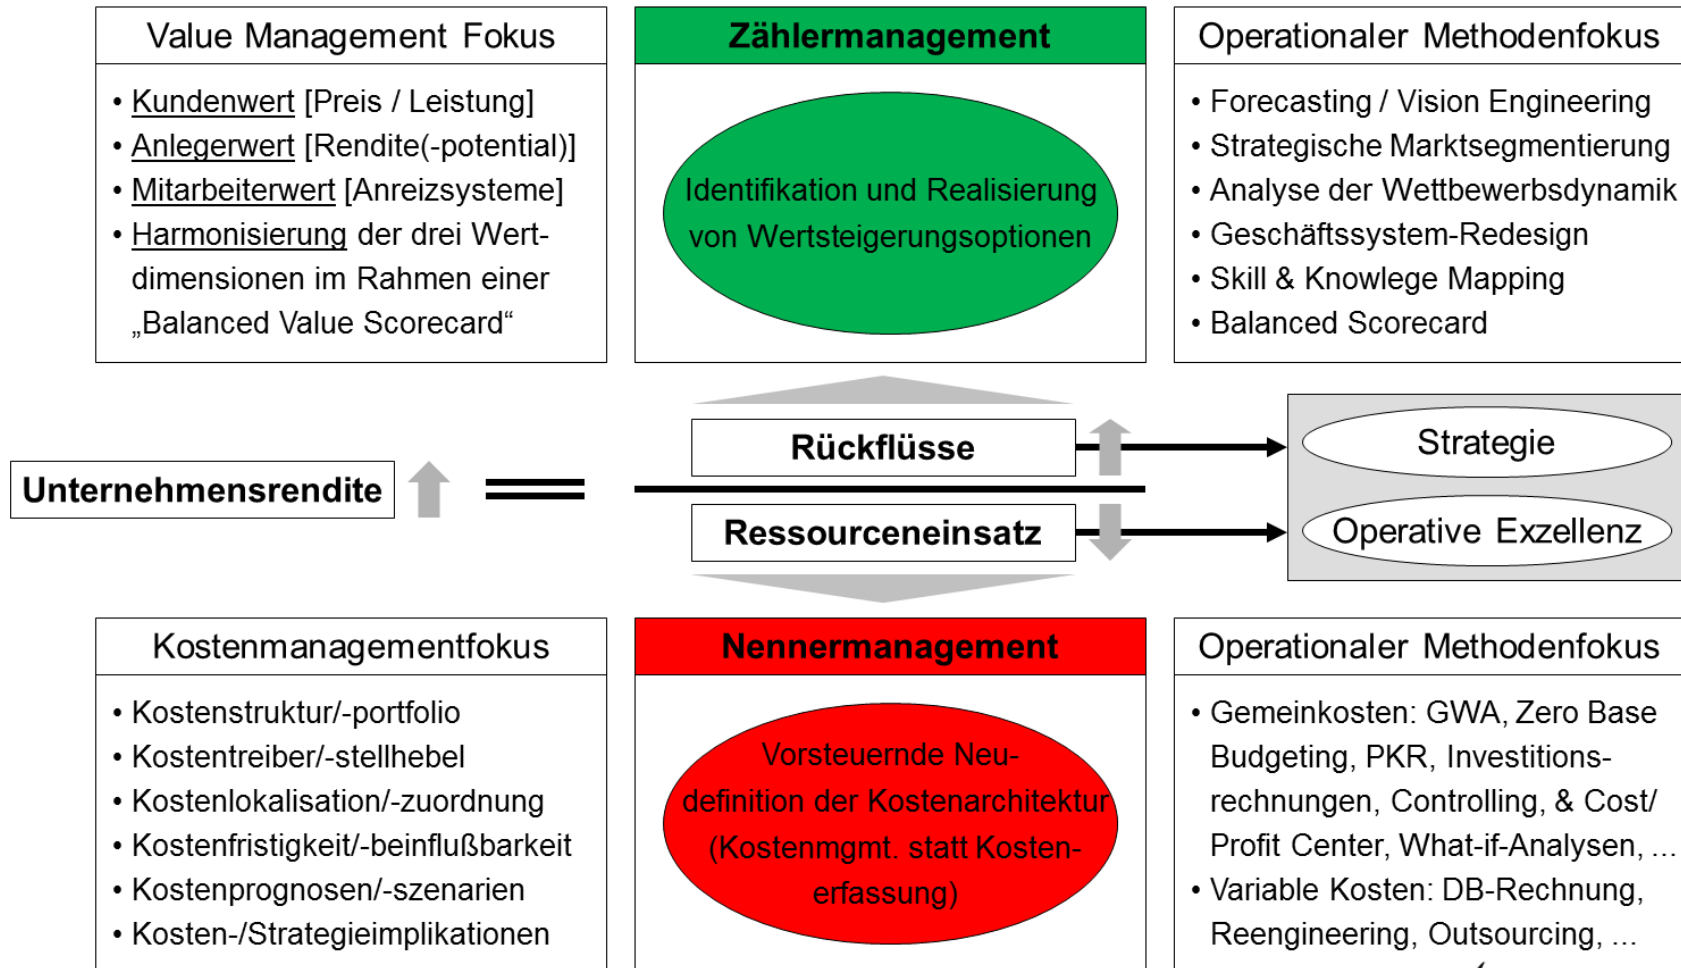 Value Management Fokus
• Kundenwert [Preis / Leistung]
• Anlegerwert [Rendite(-potential)]
• Mitarbeiterwert [Anreizsysteme]
• Harmonisierung der drei Wert-
dimensionen im Rahmen einer
„Balanced Value Scorecard“
Zählermanagement
Identifikation und Realisierung
von Wertsteigerungsoptionen
Operationaler Methodenfokus
• Forecasting / Vision Engineering
• Strategische Marktsegmentierung
• Analyse der Wettbewerbsdynamik
• Geschäftssystem-Redesign
• Skill & Knowlege Mapping
• Balanced Scorecard
Unternehmensrendite
Rückflüsse
Ressourceneinsatz
Strategie
Operative Exzellenz
Kostenmanagementfokus
• Kostenstruktur/-portfolio
• Kostentreiber/-stellhebel
• Kostenlokalisation/-zuordnung
• Kostenfristigkeit/-beinflußbarkeit
• Kostenprognosen/-szenarien
• Kosten-/Strategieimplikationen
Nennermanagement
Vorsteuernde Neu-
definition der Kostenarchitektur
(Kostenmgmt. statt Kosten-
erfassung)
Operationaler Methodenfokus
• Gemeinkosten: GWA, Zero Base
Budgeting, PKR, Investitions-
rechnungen, Controlling, & Cost/
Profit Center, What-if-Analysen, ...
• Variable Kosten: DB-Rechnung,
Reengineering, Outsourcing, ...